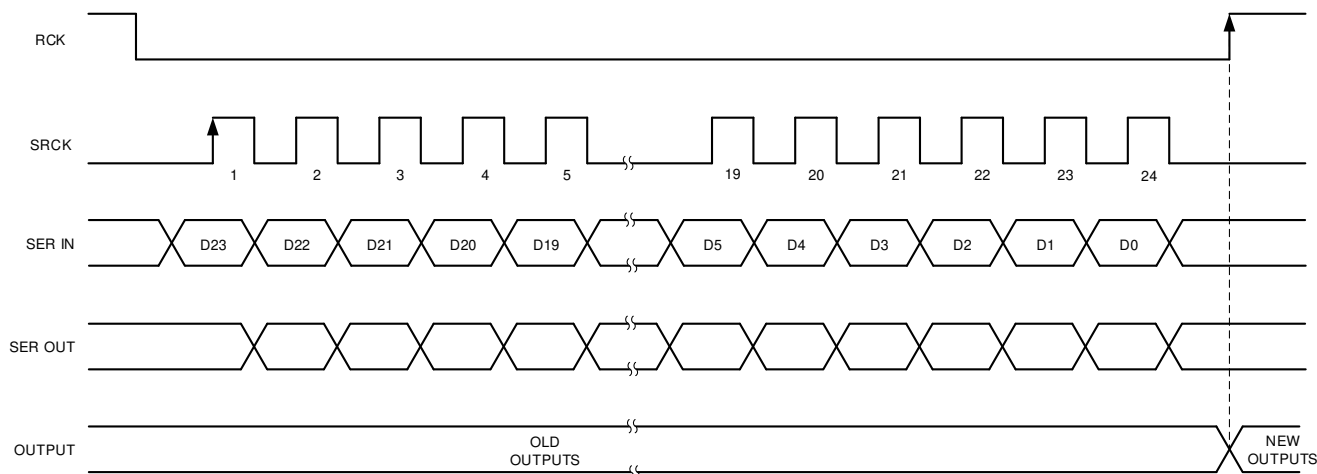 RCK
SRCK
1 2 3 4 5 19 20 21 22 23 24
SER IN
D23 D22 D21 D20 D19 D5 D4 D3 D2 D1 D0
SER OUT
OUTPUT
OLD
OUTPUTS
NEW
OUTPUTS